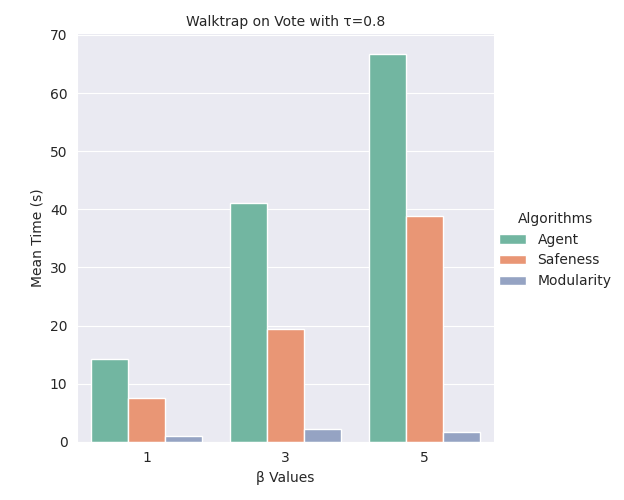 Walktrap on Vote with τ=0.8
70
60
50
40
30
20
10
0
Mean Time (s)
1 3 5
β Values
Algorithms
Agent
Safeness
Modularity